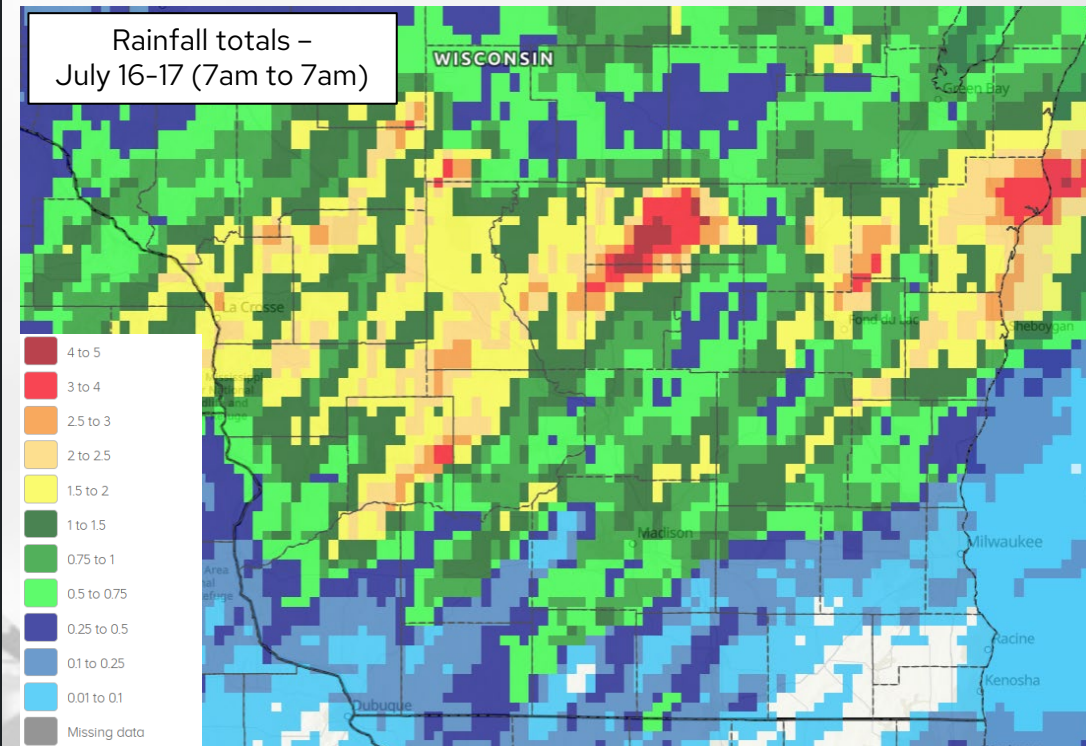 Rainfall totals –
July 16-17 (7am to 7am)
WISCONSIN
Green Bay
La Crosse
Fond du Lac
Sheboygan
Mississippi
Madison
Milwaukee
Area
Racine
Kenosha
Dubuque
4 to 5
3 to 4
2.5 to 3
2 to 2.5
1.5 to 2
1 to 1.5
0.75 to 1
0.5 to 0.75
0.25 to 0.5
0.1 to 0.25
0.01 to 0.1
Missing data